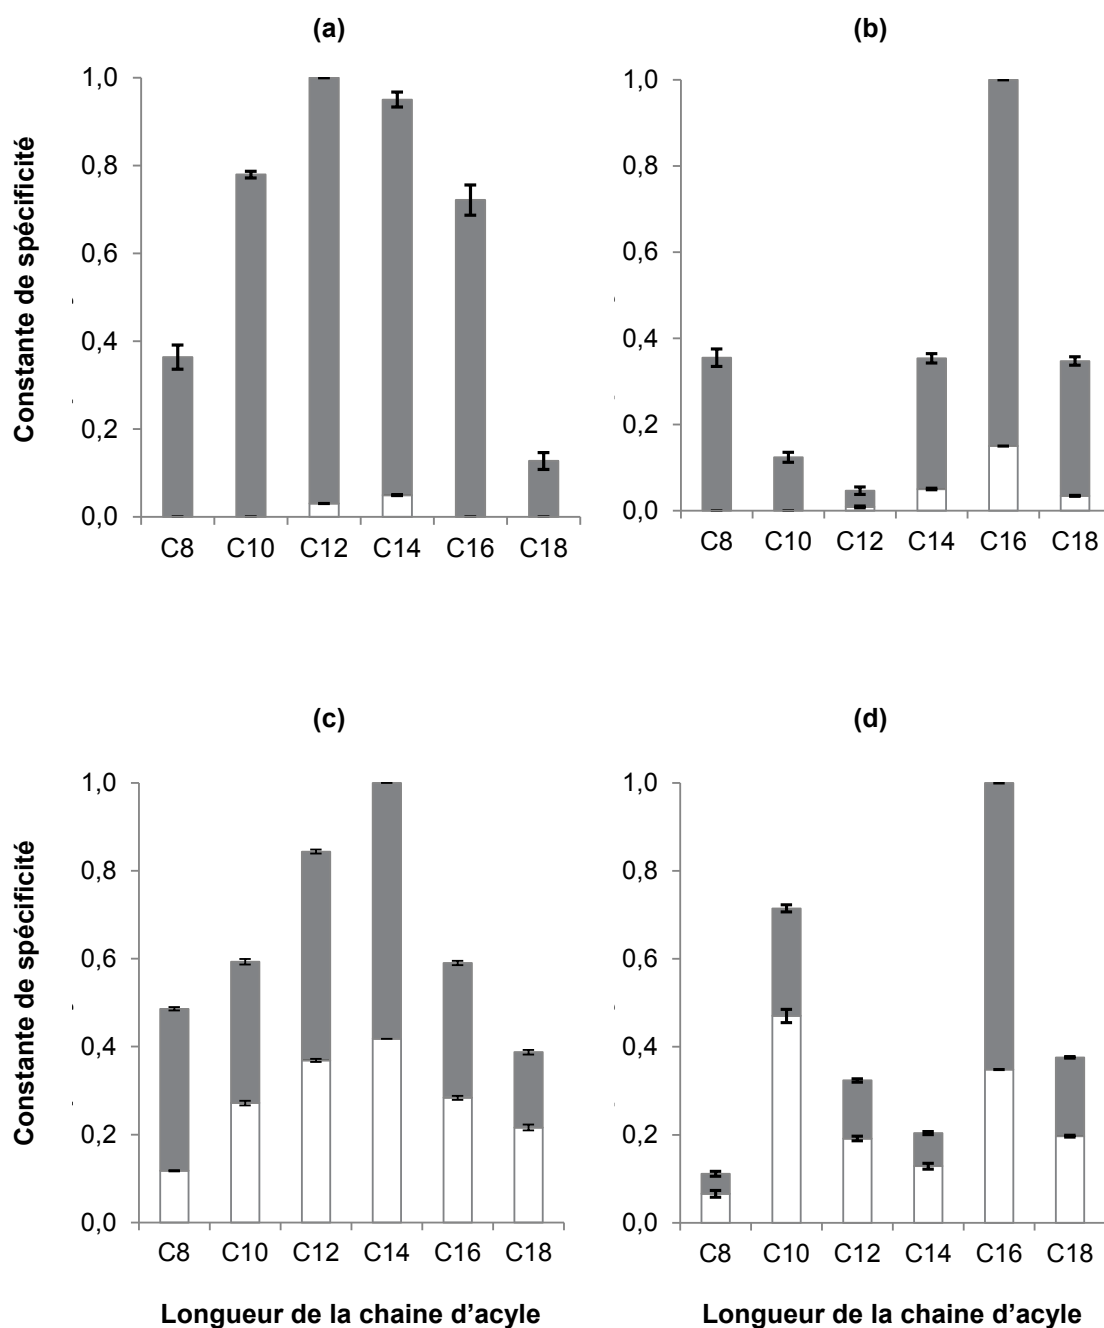 (a)
Constante de spécificité
1,0
0,8
0,6
0,4
0,2
0,0
C8 C10 C12 C14 C16 C18
(b)
1,0
0,8
0,6
0,4
0,2
0,0
C8 C10 C12 C14 C16 C18
(c)
Constante de spécificité
1,0
0,8
0,6
0,4
0,2
0,0
C8 C10 C12 C14 C16 C18
Longueur de la chaine d’acyle
(d)
1,0
0,8
0,6
0,4
0,2
0,0
C8 C10 C12 C14 C16 C18
Longueur de la chaine d’acyle